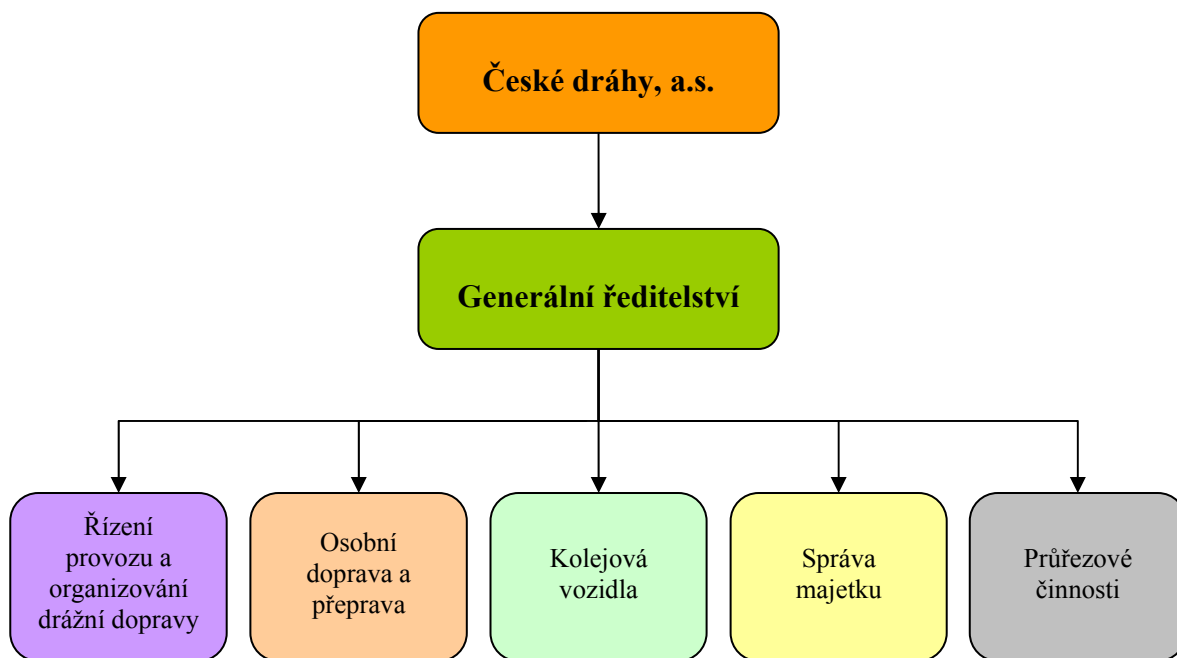 České dráhy, a.s.
Generální ředitelství
Řízení
provozu a
organizování
drážní dopravy
Osobní
doprava a
přeprava
Kolejová
vozidla
Správa
majetku
Průřezové
činnosti